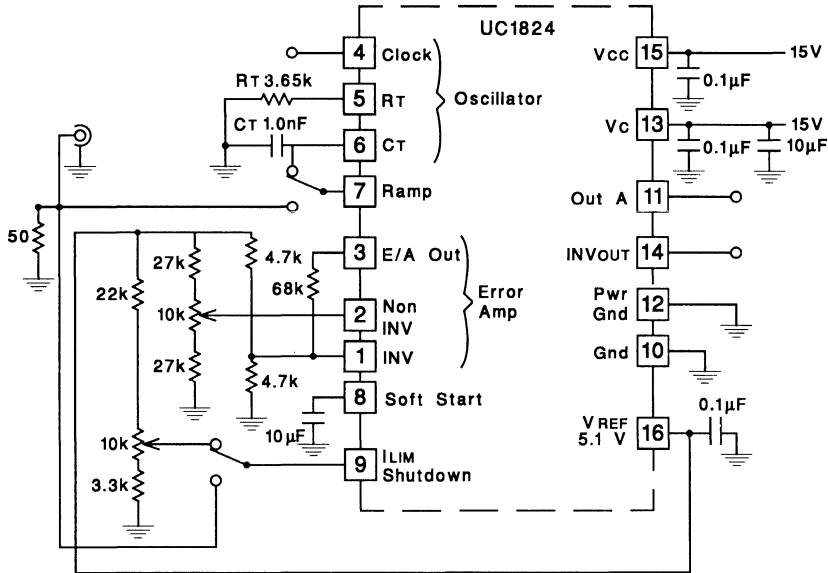 UC1824
4 Clock
RT 3.65k
5 RT
Oscillator
CT 1.0nF
6 CT
7 Ramp
50
27k
4.7k
3 E/A Out
22k
68k
10k
2 Non INV
Error Amp
27k
4.7k
1 INV
8 Soft Start
10µF
10k
9 ILIM Shutdown
3.3k
VCC 15
15V
0.1µF
VC 13
15V
0.1µF
10µF
Out A 11
INVOUT 14
Pwr Gnd 12
Gnd 10
VREF 5.1 V 16
0.1µF